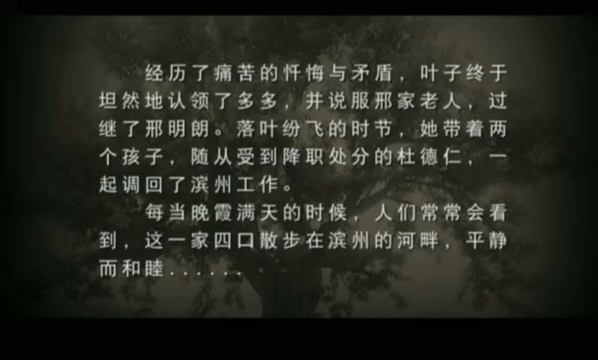 经历了痛苦的忏悔与矛盾，叶子终于
坦然地认领了多多，并说服邢家老人，过
继了邢明朗。落叶纷飞的时节，她带着两
个孩子，随从受到降职处分的杜德仁，一
起调回了滨州工作。
每当晚霞满天的时候，人们常常会看
到，这一家四口散步在滨州的河畔，平静
而和睦......